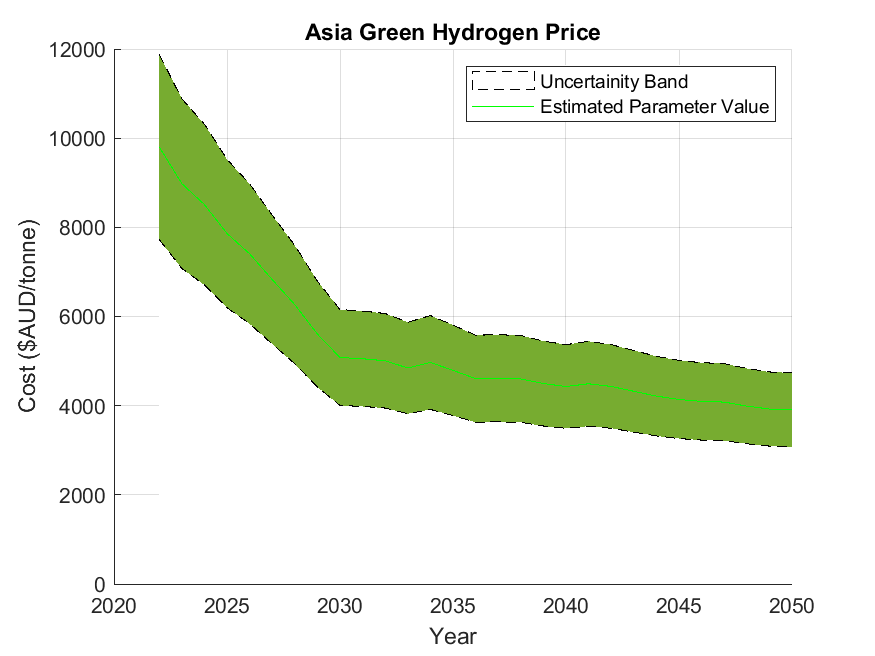 Asia Green Hydrogen Price
12000
10000
8000
6000
4000
2000
0
Cost ($AUD/tonne)
Uncertainity Band
Estimated Parameter Value
2020 2025 2030 2035 2040 2045 2050
Year